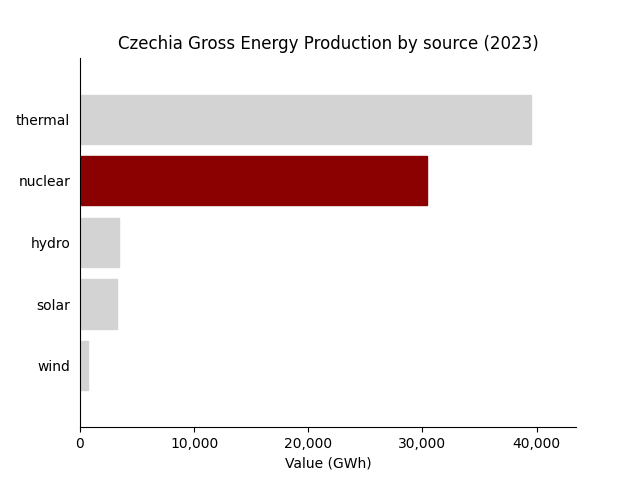 Czechia Gross Energy Production by source (2023)
thermal
nuclear
hydro
solar
wind
0 10,000 20,000 30,000 40,000
Value (GWh)